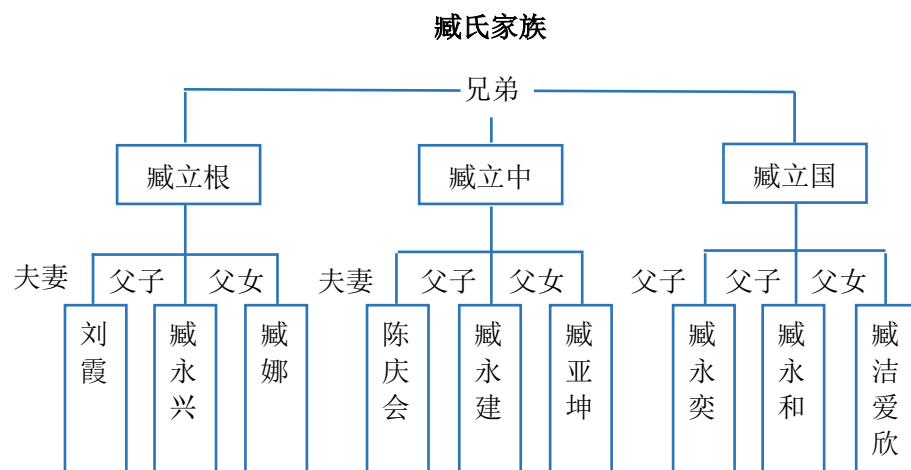 臧氏家族
兄弟
臧立根
臧立中
臧立国
夫妻
父子
父女
夫妻
父子
父女
父子
父子
父女
刘霞
臧永兴
臧娜
陈庆会
臧永建
臧亚坤
臧永奕
臧永和
臧洁爱欣